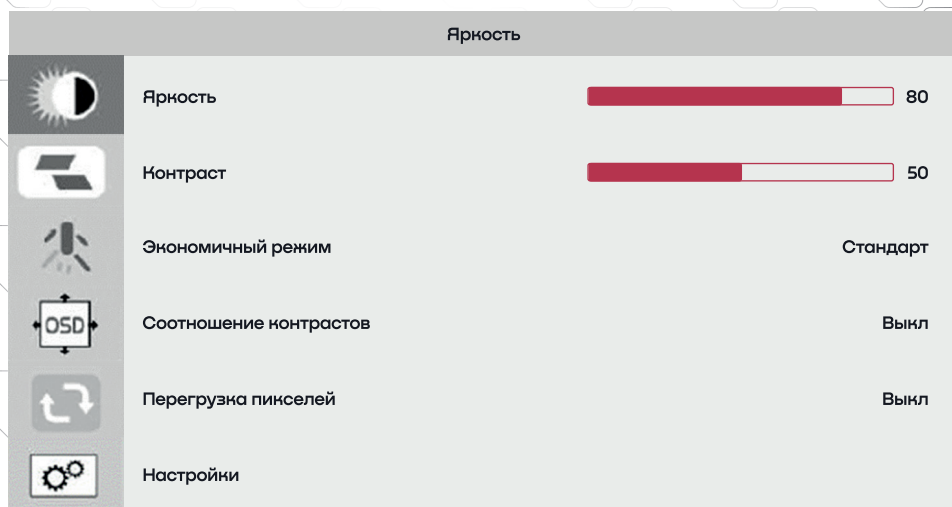 Яркость
Яркость 80
Контраст 50
Экономичный режим Стандарт
OSD Соотношение контрастов Выкл
Перегрузка пикселей Выкл
Настройки